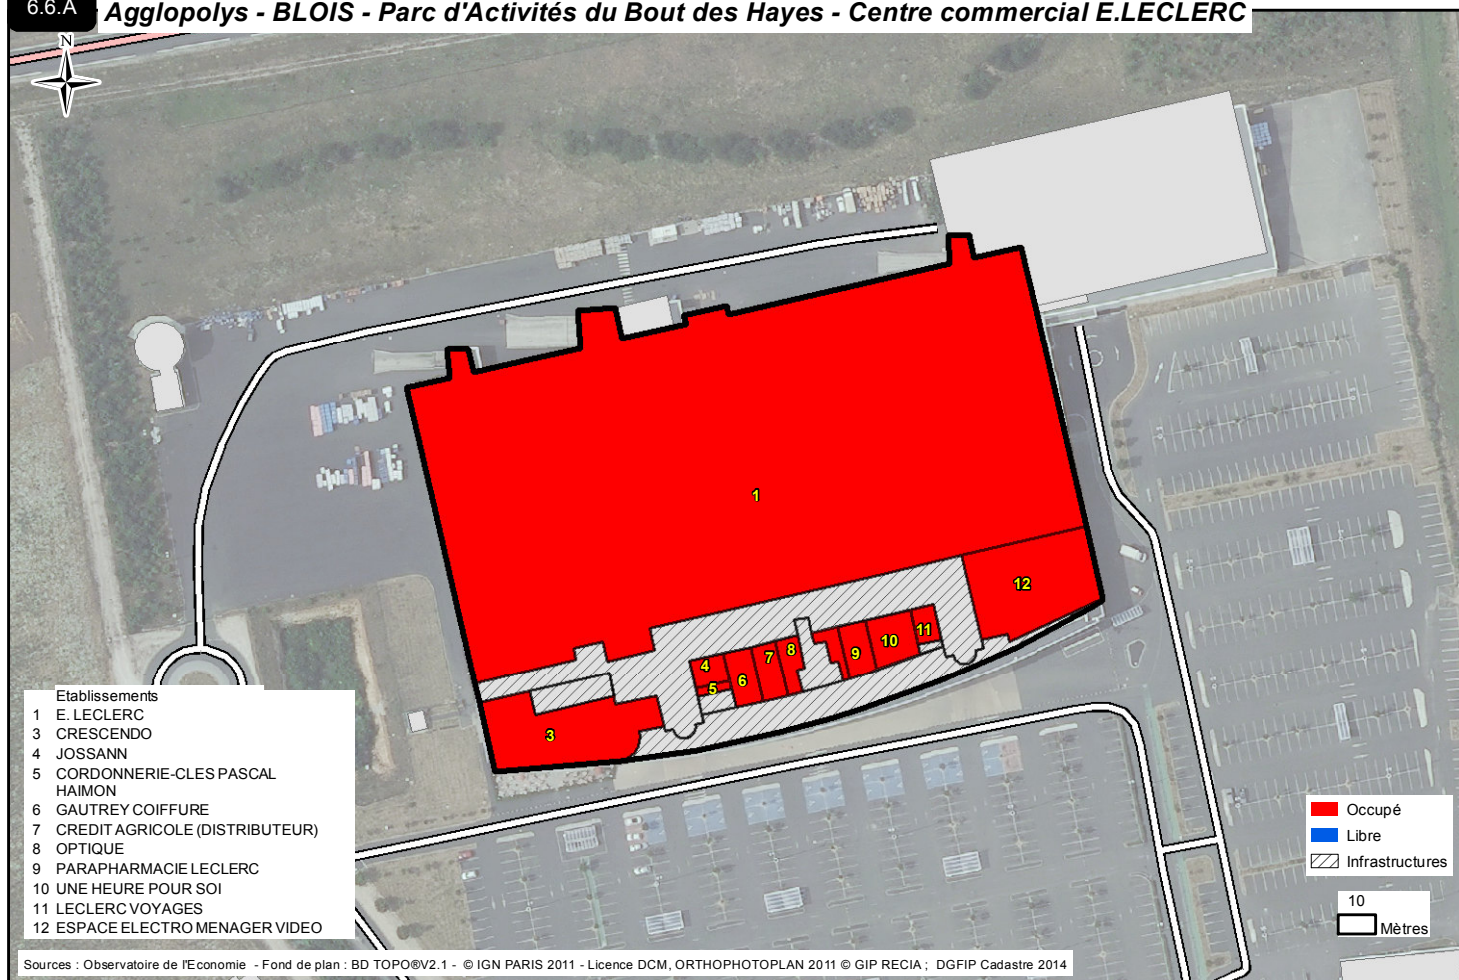 6.6.A
Agglopolys - BLOIS - Parc d'Activités du Bout des Hayes - Centre commercial E.LECLERC
N
1
12
11
10
9
8
7
4
6
5
3
Etablissements
1 E. LECLERC
3 CRESCENDO
4 JOSSANN
5 CORDONNERIE-CLES PASCAL
HAIMON
6 GAUTREY COIFFURE
7 CREDIT AGRICOLE (DISTRIBUTEUR)
8 OPTIQUE
9 PARAPHARMACIE LECLERC
10 UNE HEURE POUR SOI
11 LECLERC VOYAGES
12 ESPACE ELECTRO MENAGER VIDEO
Occupé
Libre
Infrastructures
10
Mètres
Sources : Observatoire de l'Economie - Fond de plan : BD TOPO®V2.1 - © IGN PARIS 2011 - Licence DCM, ORTHOPHOTOPLAN 2011 © GIP RECIA ; DGFIP Cadastre 2014